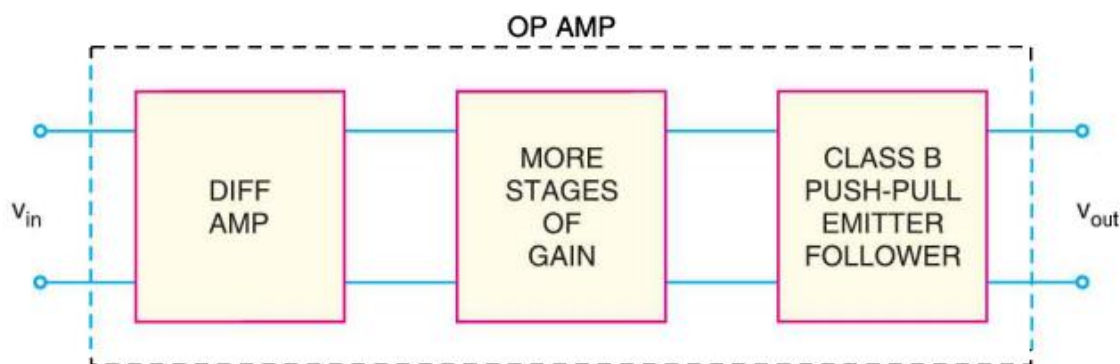 OP AMP
v_in
DIFF
AMP
MORE
STAGES
OF
GAIN
CLASS B
PUSH-PULL
EMITTER
FOLLOWER
v_out